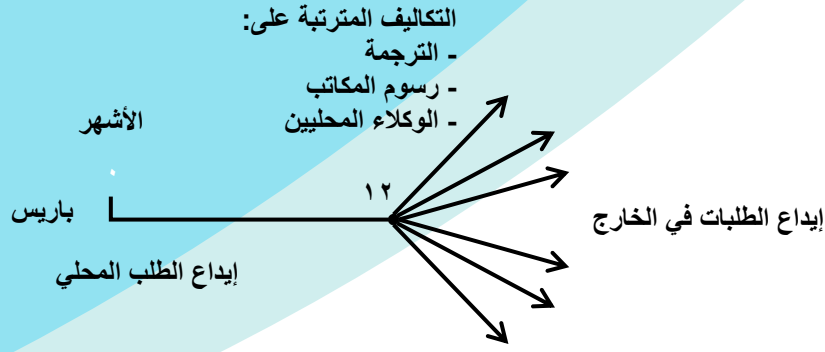 التكاليف المترتبة على:
- الترجمة
- رسوم المكاتب
- الوكلاء المحليين
الأشهر
١٢
باريس
إيداع الطلبات في الخارج
إيداع الطلب المحلي